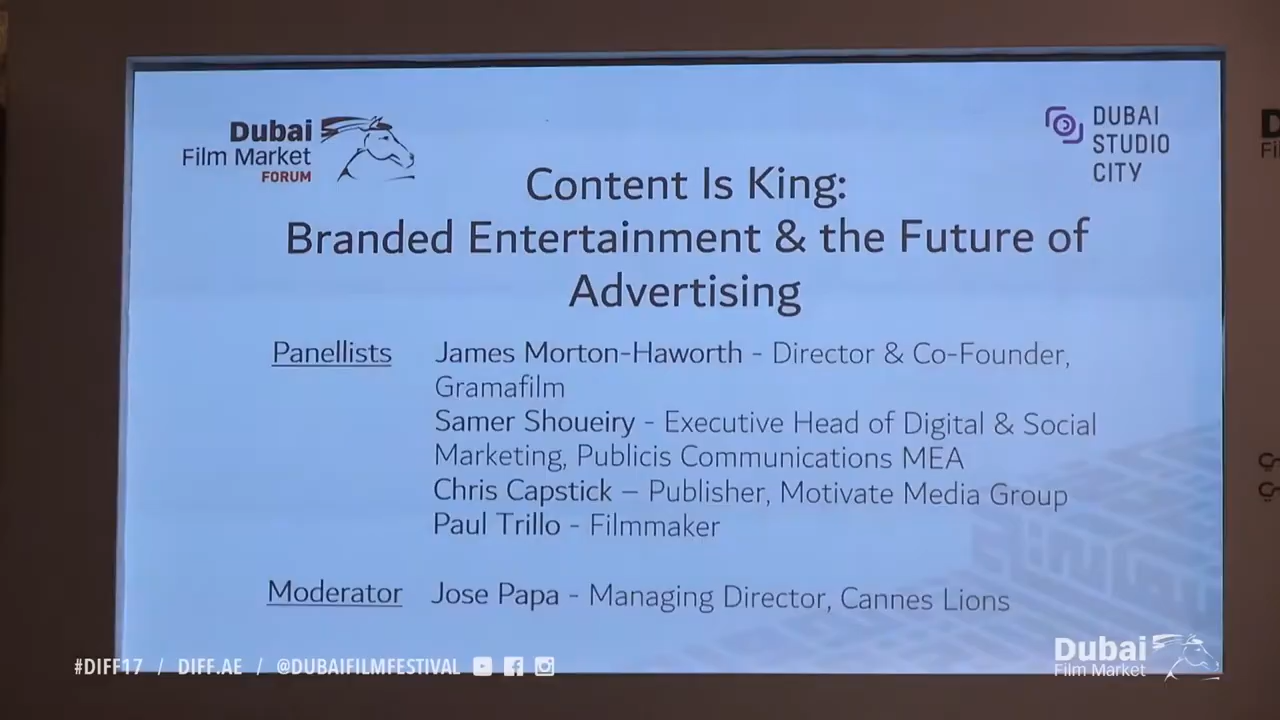 Dubai
Film Market
FORUM
DUBAI
STUDIO
CITY
Content Is King:
Branded Entertainment & the Future of
Advertising
Panellists
James Morton-Haworth - Director & Co-Founder,
Gramafilm
Samer Shoueiry - Executive Head of Digital & Social
Marketing, Publicis Communications MEA
Chris Capstick – Publisher, Motivate Media Group
Paul Trillo - Filmmaker
Moderator
Jose Papa - Managing Director, Cannes Lions
#DIFF17 / DIFF.AE / @DUBAIFILMFESTIVAL
Dubai
Film Market